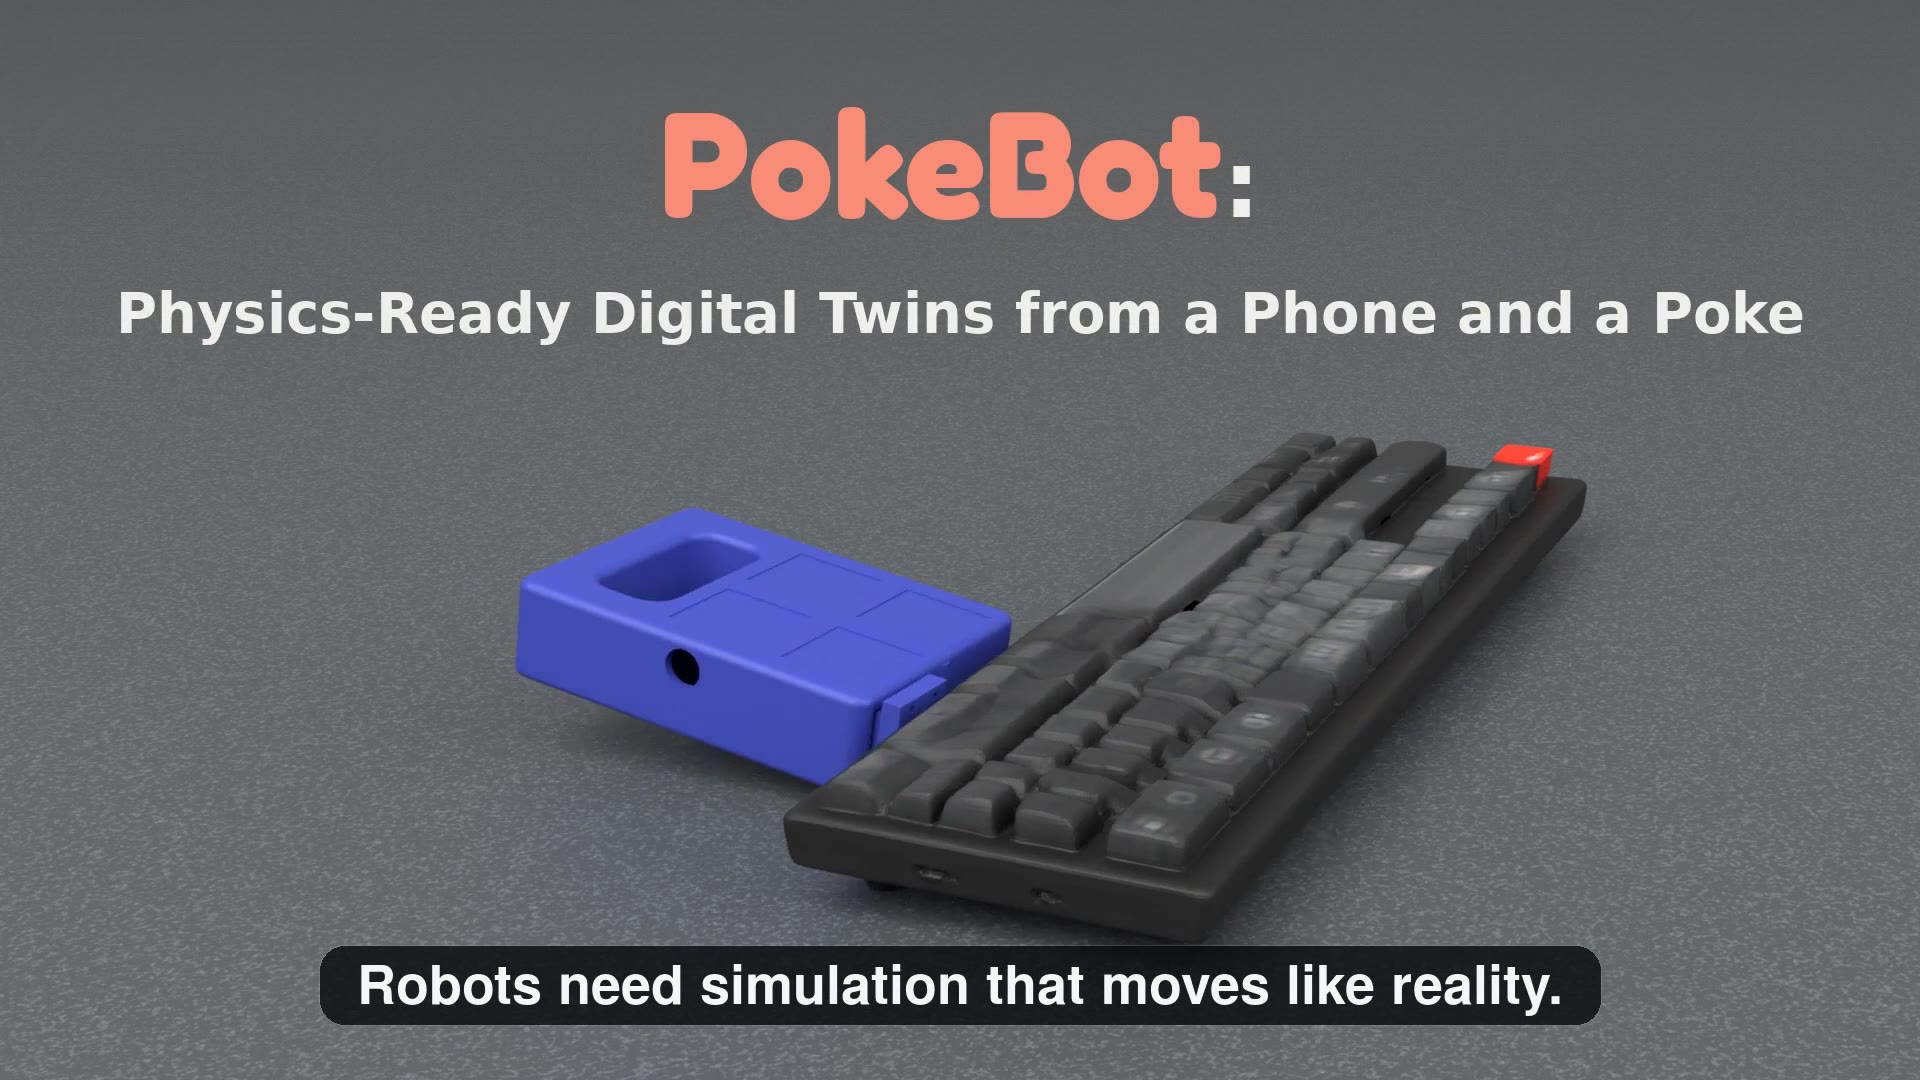 PokeBot:
Physics-Ready Digital Twins from a Phone and a Poke
Robots need simulation that moves like reality.